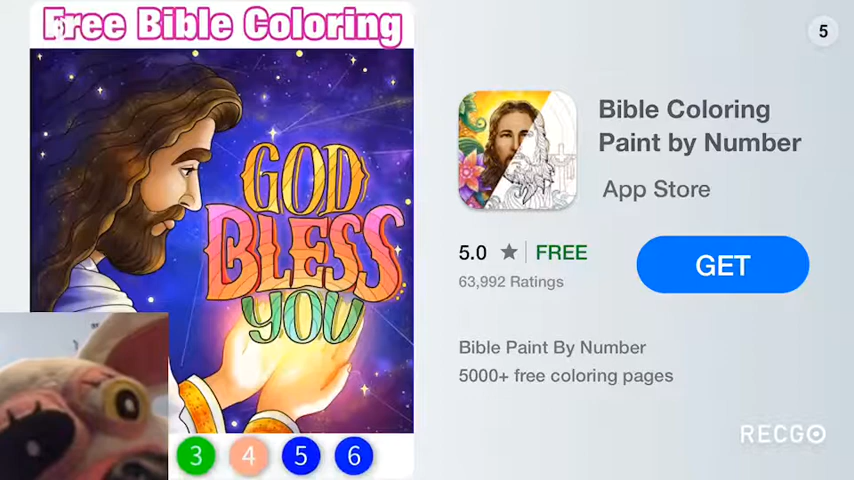 Free Bible Coloring
GOD
BLESS
YOU
3 4 5 6
5
Bible Coloring
Paint by Number
App Store
5.0 FREE
63,992 Ratings
GET
Bible Paint By Number
5000+ free coloring pages
RECGO